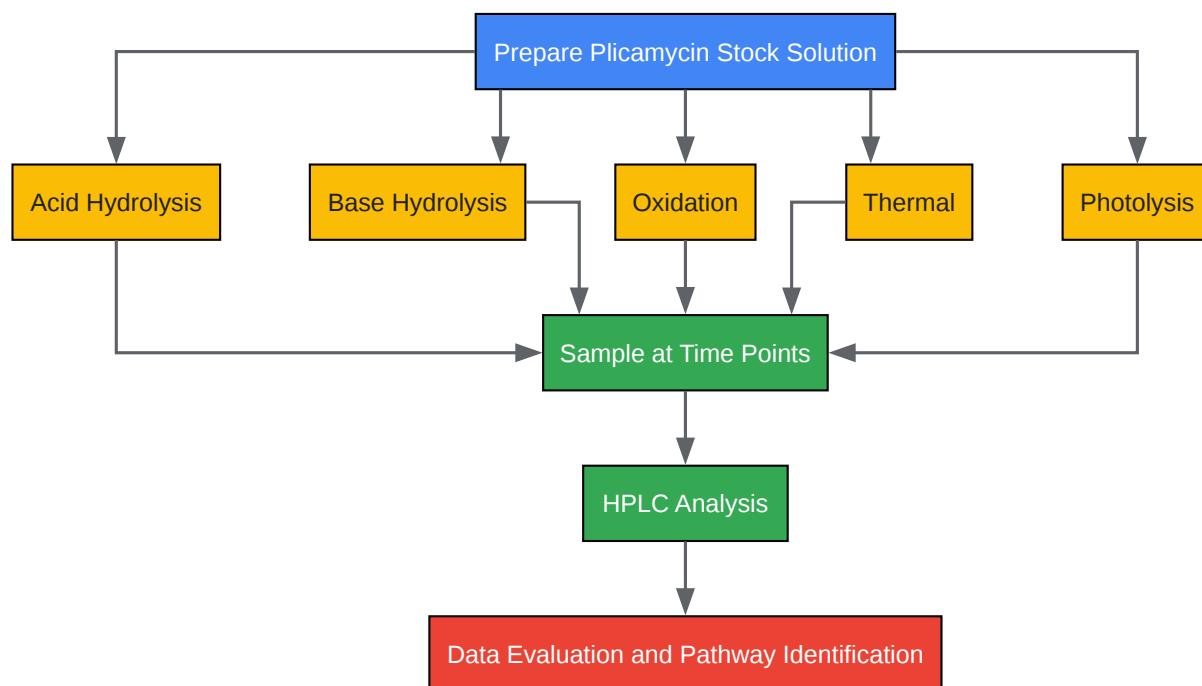 Prepare Plicamycin Stock Solution
Acid Hydrolysis
Base Hydrolysis
Oxidation
Thermal
Photolysis
Sample at Time Points
HPLC Analysis
Data Evaluation and Pathway Identification